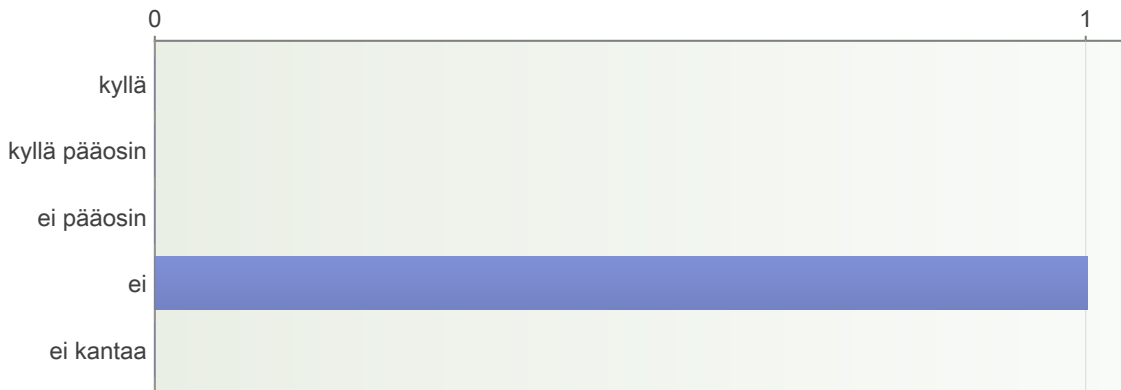 0 1
kyllä
kyllä pääosin
ei pääosin
ei
ei kantaa